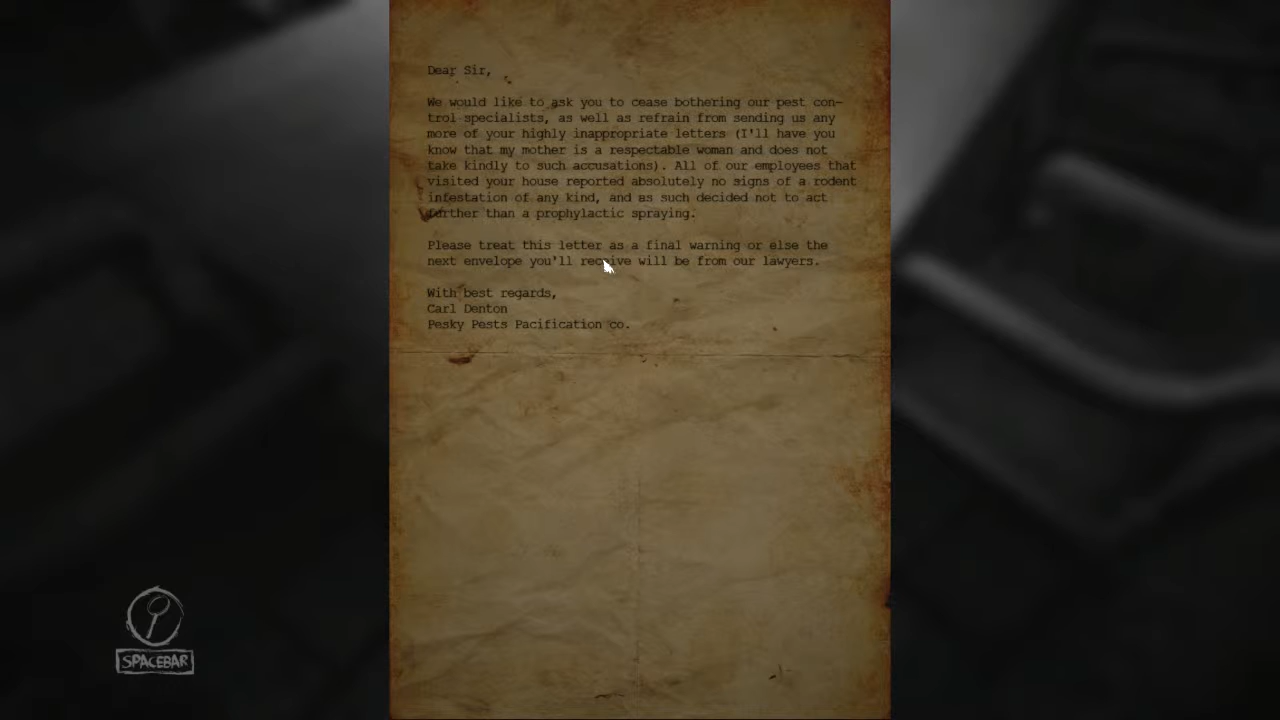 Dear Sir,
We would like to ask you to cease bothering our pest con-
trol specialists, as well as refrain from sending us any
more of your highly inappropriate letters (I'll have you
know that my mother is a respectable woman and does not
take kindly to such accusations). All of our employees that
visited your house reported absolutely no signs of a rodent
infestation of any kind, and as such decided not to act
further than a prophylactic spraying.
Please treat this letter as a final warning or else the
next envelope you'll receive will be from our lawyers.
With best regards,
Carl Denton
Pesky Pests Pacification co.
SPACEBAR